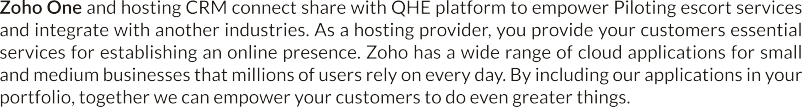 Zoho One and hosting CRM connect share with QHE platform to empower Piloting escort services
and integrate with another industries. As a hosting provider, you provide your customers essential
services for establishing an online presence. Zoho has a wide range of cloud applications for small
and medium businesses that millions of users rely on every day. By including our applications in your
portfolio, together we can empower your customers to do even greater things.